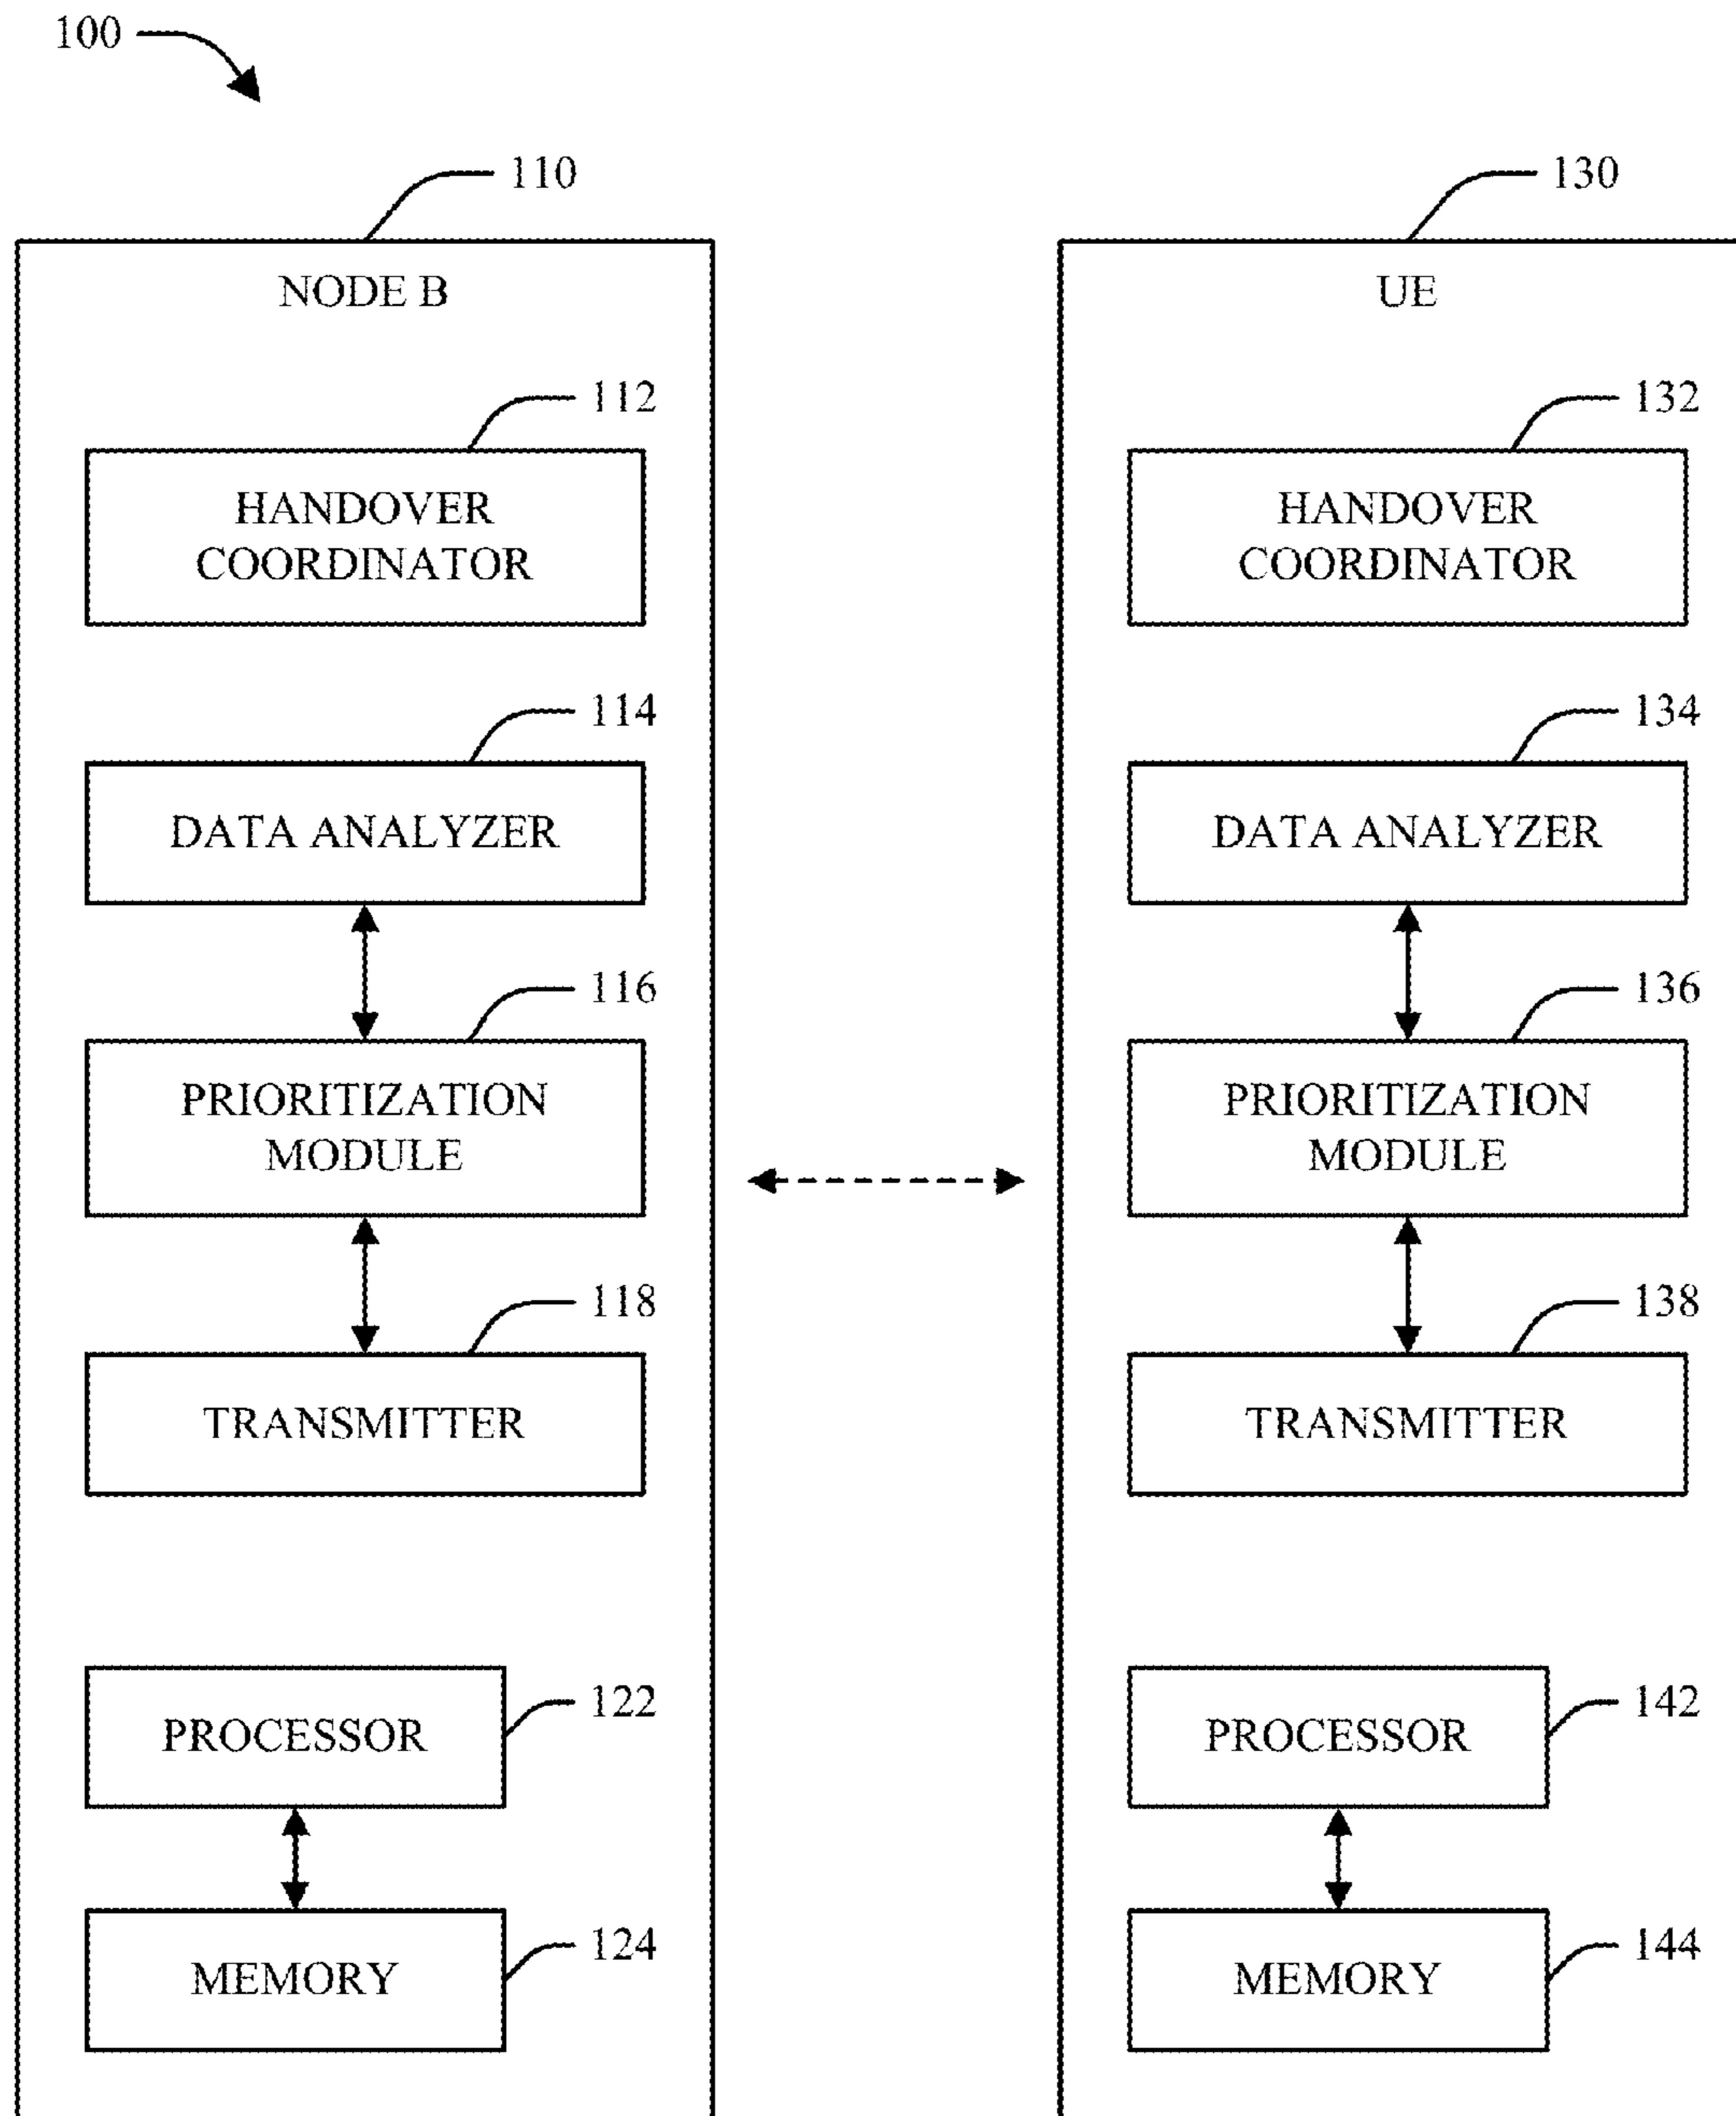 100
110
130
NODE B
UE
112
132
HANDOVER
COORDINATOR
HANDOVER
COORDINATOR
114
134
DATA ANALYZER
DATA ANALYZER
116
136
PRIORITIZATION
MODULE
PRIORITIZATION
MODULE
118
138
TRANSMITTER
TRANSMITTER
122
142
PROCESSOR
PROCESSOR
124
144
MEMORY
MEMORY